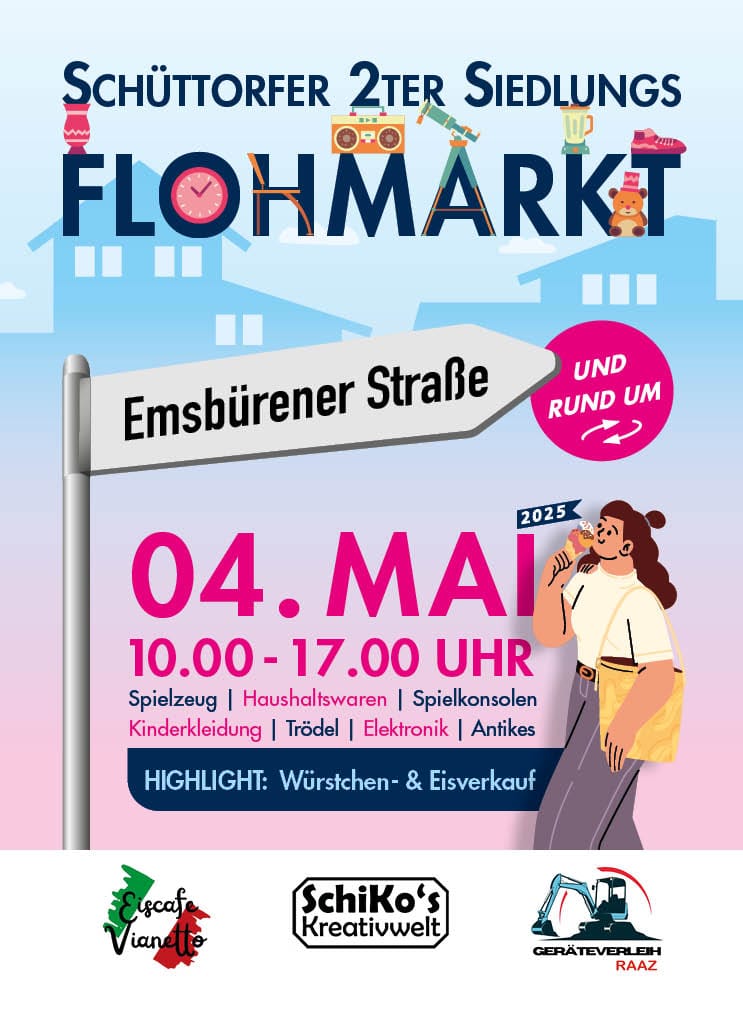 SCHÜTTORFER 2TER SIEDLUNGS
FLOHMARKT
Emsbürener Straße
UND
RUND UM
2025
04. MAI
10.00 - 17.00 UHR
Spielzeug | Haushaltswaren | Spielkonsolen
Kinderkleidung | Trödel | Elektronik | Antikes
HIGHLIGHT: Würstchen- & Eisverkauf
Eiscafe
Vianetto
SchiKo's
Kreativwelt
GERÄTEVERLEIH
RAAZ